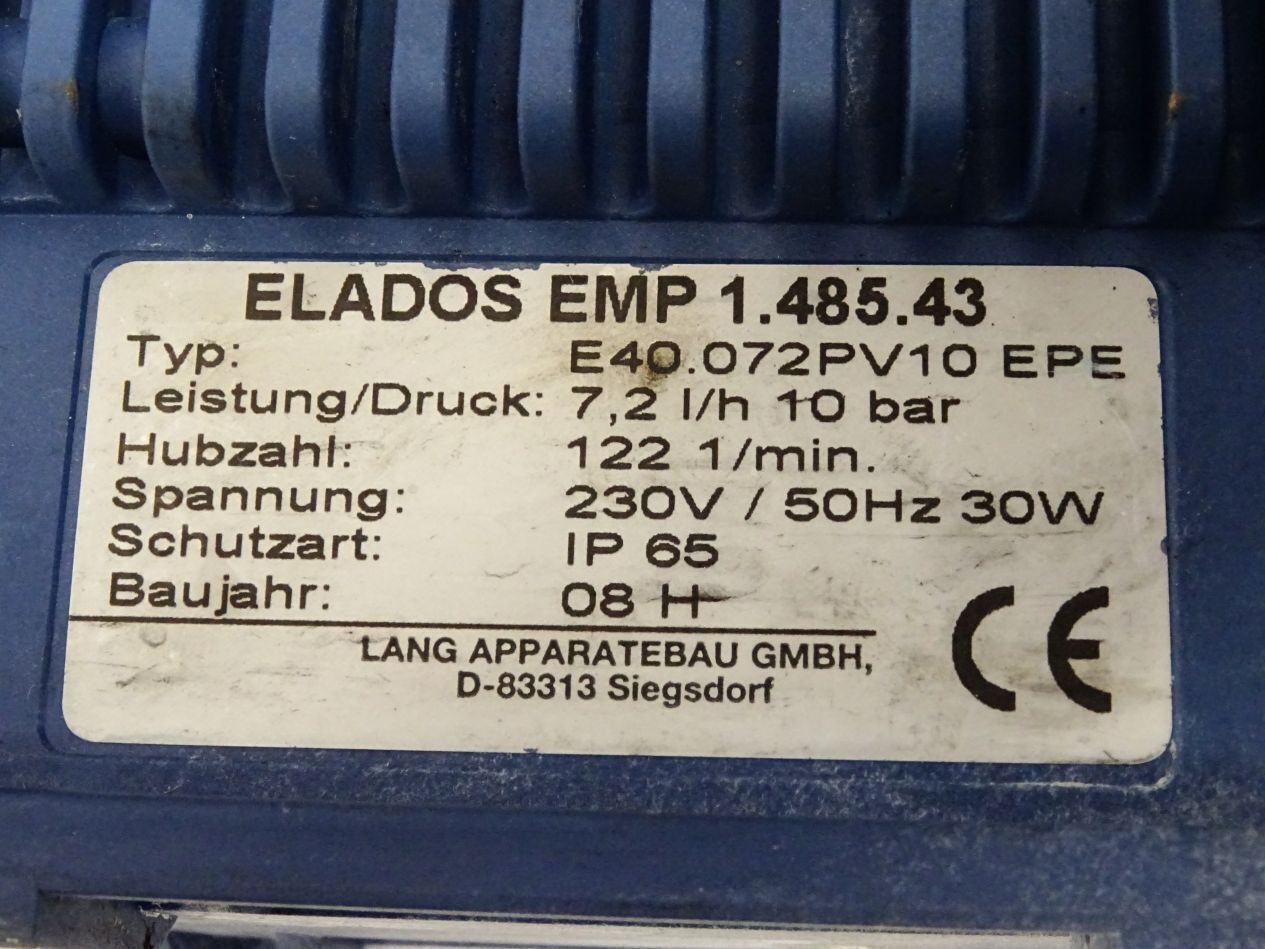 ELADOS EMP 1.485.43
Typ: E40.072PV10 EPE
Leistung/Druck: 7,2 l/h 10 bar
Hubzahl: 122 1/min.
Spannung: 230V / 50Hz 30W
Schutzart: IP 65
Baujahr: 08 H
LANG APPARATEBAU GMBH,
D-83313 Siegsdorf
CE